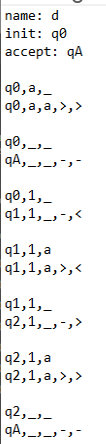 name: d
init: q0
accept: qA
q0,a,_
q0,a,a,>,>
q0,_,_
qA,_,_,-,-
q0,1,_
q1,1,_,-,<
q1,1,a
q1,1,a,>,<
q1,1,_
q2,1,_,-,>
q2,1,a
q2,1,a,>,>
q2,_,_
qA,_,_,-,-